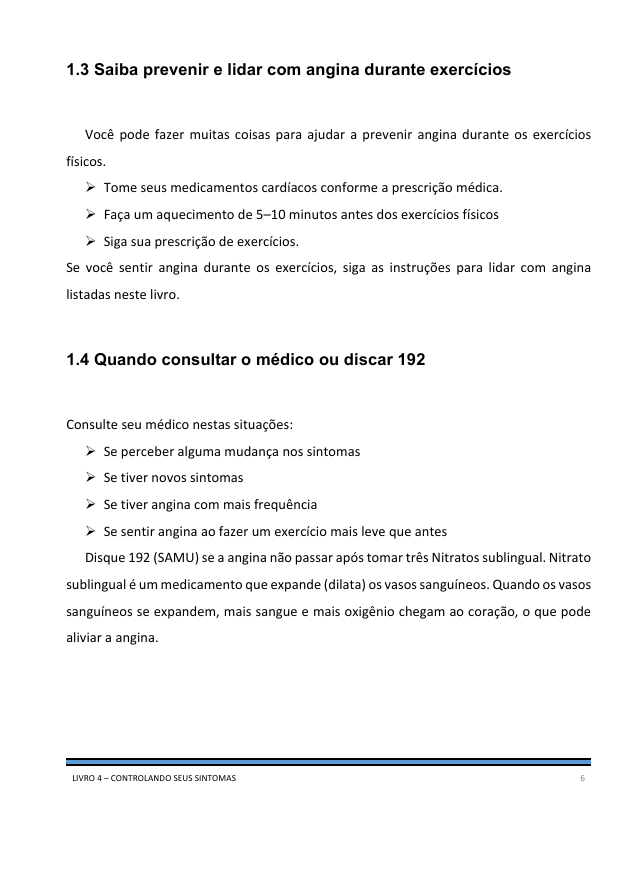 1.3 Saiba prevenir e lidar com angina durante exercícios
Você pode fazer muitas coisas para ajudar a prevenir angina durante os exercícios
físicos.
➢ Tome seus medicamentos cardíacos conforme a prescrição médica.
➢ Faça um aquecimento de 5–10 minutos antes dos exercícios físicos
➢ Siga sua prescrição de exercícios.
Se você sentir angina durante os exercícios, siga as instruções para lidar com angina
listadas neste livro.
1.4 Quando consultar o médico ou discar 192
Consulte seu médico nestas situações:
➢ Se perceber alguma mudança nos sintomas
➢ Se tiver novos sintomas
➢ Se tiver angina com mais frequência
➢ Se sentir angina ao fazer um exercício mais leve que antes
Disque 192 (SAMU) se a angina não passar após tomar três Nitratos sublingual. Nitrato
sublingual é um medicamento que expande (dilata) os vasos sanguíneos. Quando os vasos
sanguíneos se expandem, mais sangue e mais oxigênio chegam ao coração, o que pode
aliviar a angina.
LIVRO 4 – CONTROLANDO SEUS SINTOMAS 6